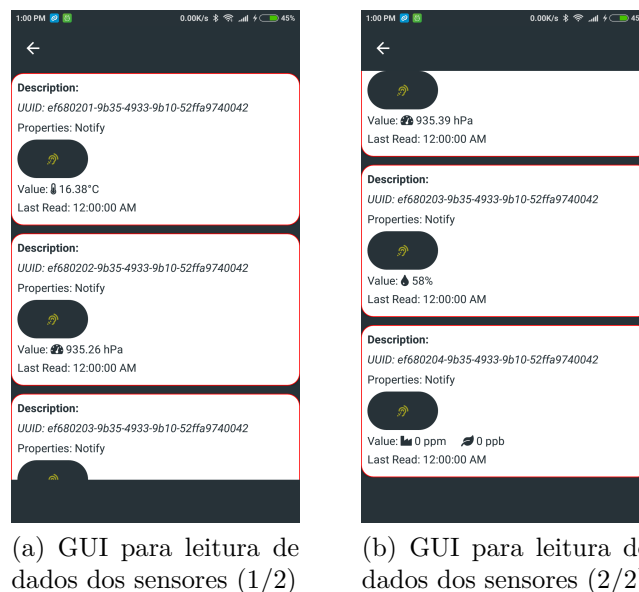 1:00 PM 0.00K/s 45%
Description:
UUID: ef680201-9b35-4933-9b10-52ffa9740042
Properties: Notify
Value: 16.38°C
Last Read: 12:00:00 AM
Description:
UUID: ef680202-9b35-4933-9b10-52ffa9740042
Properties: Notify
Value: 935.26 hPa
Last Read: 12:00:00 AM
Description:
UUID: ef680203-9b35-4933-9b10-52ffa9740042
Properties: Notify
(a) GUI para leitura de
dados dos sensores (1/2)
1:00 PM 0.00K/s 45
Value: 935.39 hPa
Last Read: 12:00:00 AM
Description:
UUID: ef680203-9b35-4933-9b10-52ffa9740042
Properties: Notify
Value: 58%
Last Read: 12:00:00 AM
Description:
UUID: ef680204-9b35-4933-9b10-52ffa9740042
Properties: Notify
Value: 0 ppm 0 ppb
Last Read: 12:00:00 AM
(b) GUI para leitura d
dados dos sensores (2/2